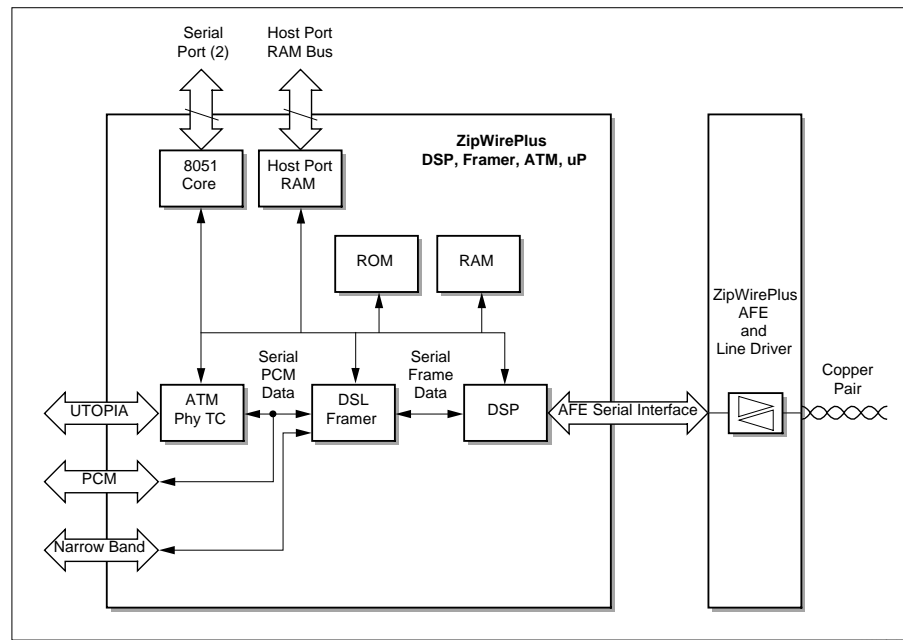 Serial
Port (2)
Host Port
RAM Bus
ZipWirePlus
DSP, Framer, ATM, uP
8051
Core
Host Port
RAM
ROM
RAM
ZipWirePlus
AFE
and
Line Driver
Serial
PCM
Data
Serial
Frame
Data
Copper
Pair
UTOPIA
ATM
Phy TC
DSL
Framer
DSP
AFE Serial Interface
PCM
Narrow Band